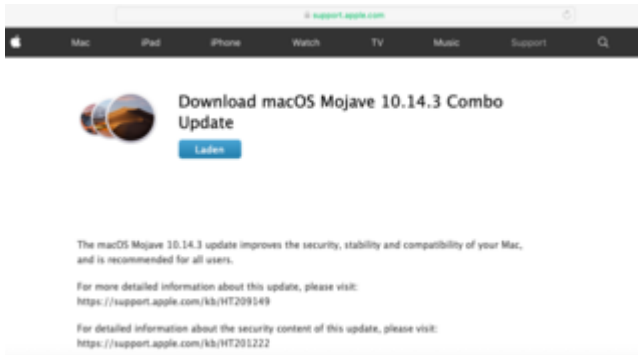 support.apple.com
Mac iPad iPhone Watch TV Music Support
Download macOS Mojave 10.14.3 Combo
Update
Laden
The macOS Mojave 10.14.3 update improves the security, stability and compatibility of your Mac,
and is recommended for all users.
For more detailed information about this update, please visit:
https://support.apple.com/kb/HT209149
For detailed information about the security content of this update, please visit:
https://support.apple.com/kb/HT201222